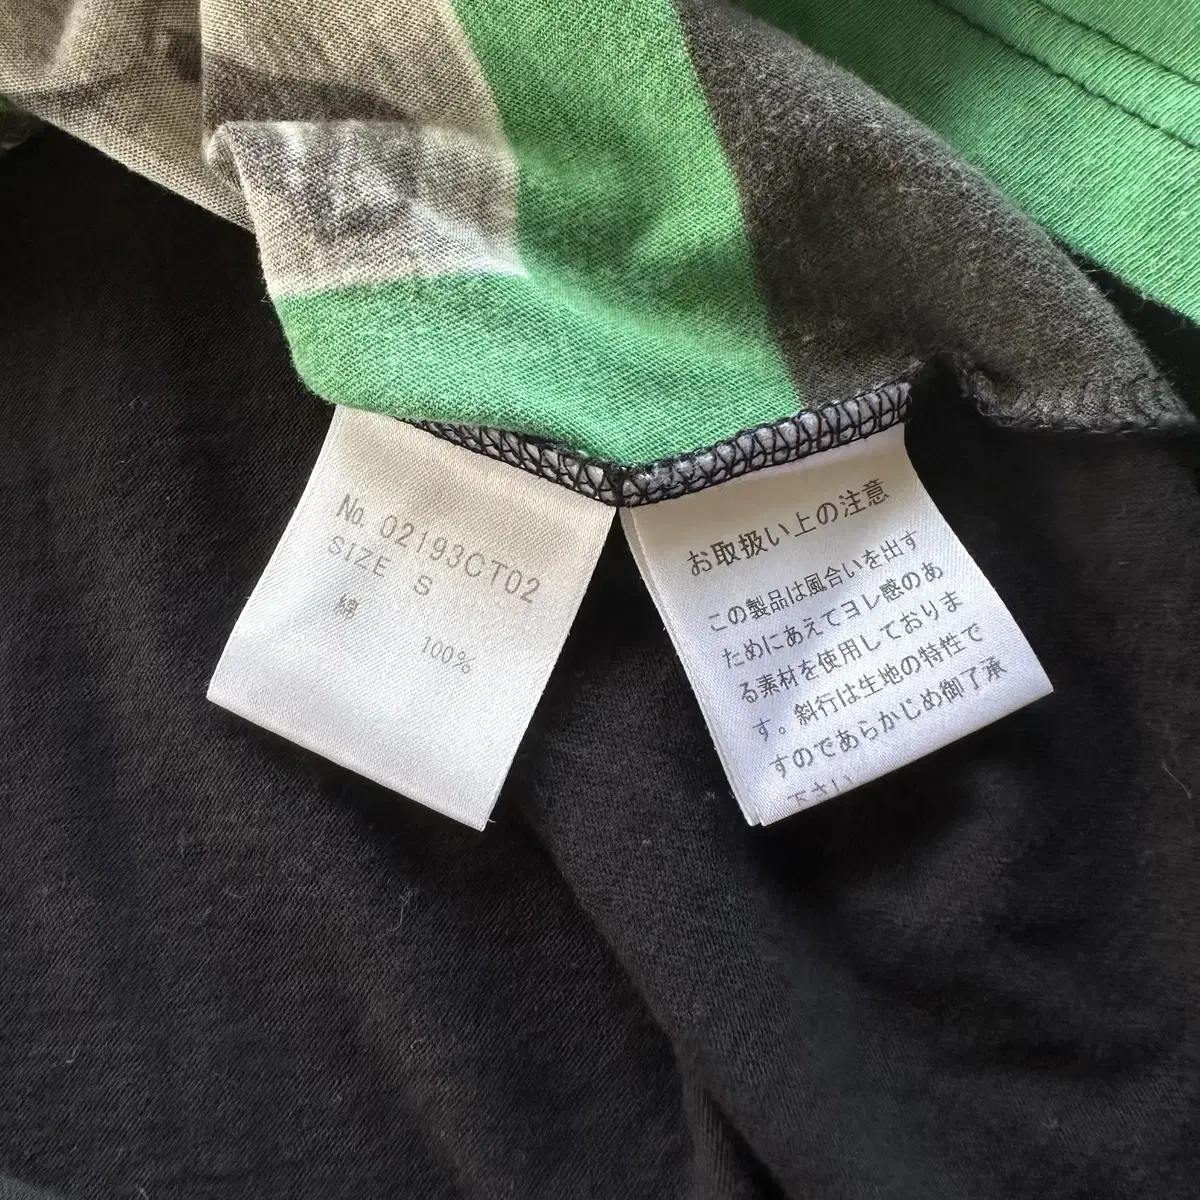 № 02193CT02
SIZE S
綿 100%
お取扱い上の注意
この製品は風合いを出す
ためにあえてヨレ感のあ
る素材を使用しておりま
す。斜行は生地の特性で
すのであらかじめ御了承
下さい